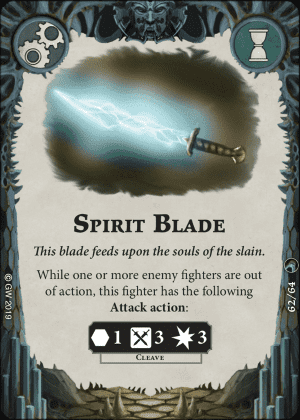 SPIRIT BLADE
This blade feeds upon the souls of the slain.
While one or more enemy fighters are out
of action, this fighter has the following
Attack action:
1 3 3
CLEAVE
© GW 2019
62/64